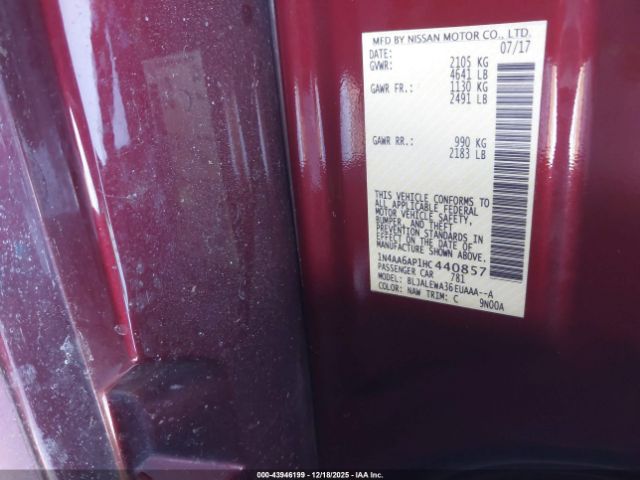 MFD BY NISSAN MOTOR CO., LTD.
DATE: 07/17
GVWR: 2105 KG
4641 LB
GAWR FR.: 1130 KG
2491 LB
GAWR RR.: 990 KG
2183 LB
THIS VEHICLE CONFORMS TO
ALL APPLICABLE FEDERAL
MOTOR VEHICLE SAFETY,
BUMPER, AND THEFT
PREVENTION STANDARDS IN
EFFECT ON THE DATE OF
MANUFACTURE SHOWN ABOVE.
1N4AA6AP1HC 440857
PASSENGER CAR 781
MODEL: BLJALEWA36EUAAA--A
COLOR: NAW TRIM: C 9N00A
000-43946199 • 12/18/2025 • IAA Inc.